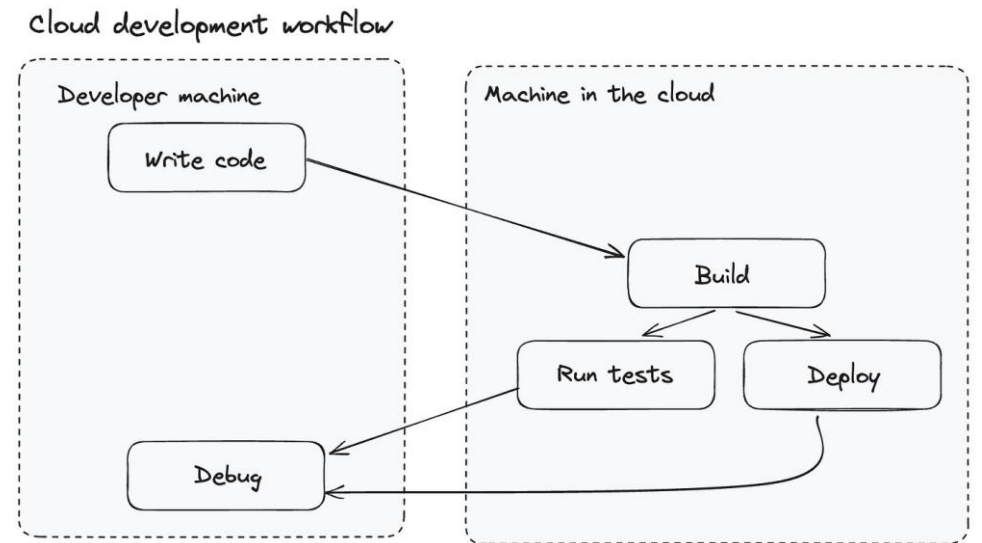 Cloud development workflow
Developer machine
Machine in the cloud
Write code
Build
Run tests
Deploy
Debug